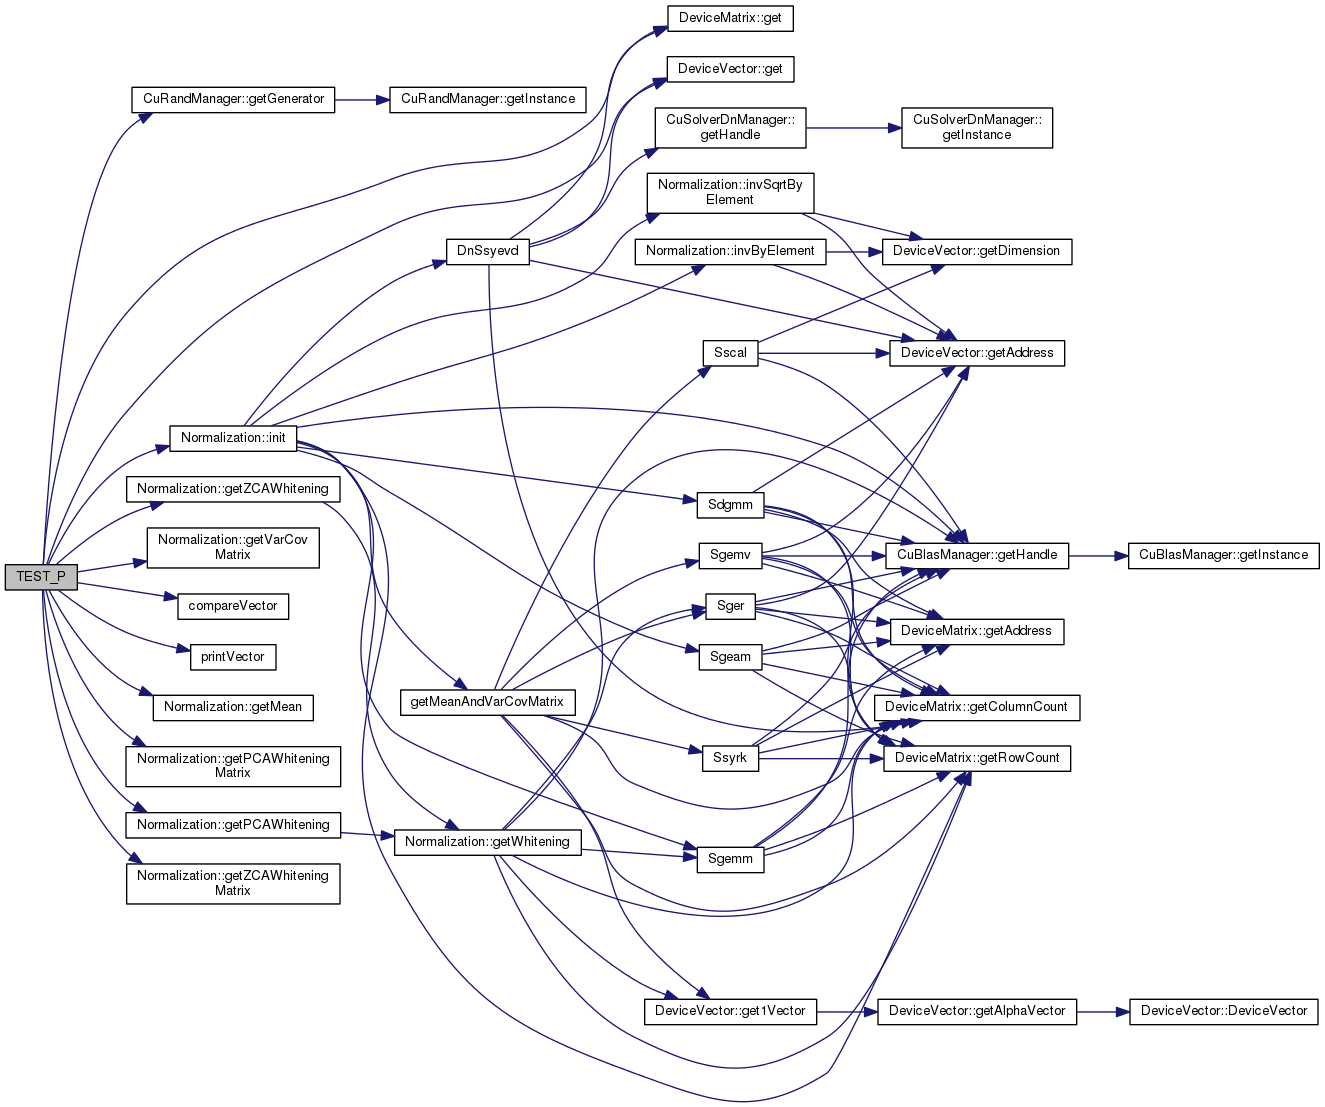 DeviceMatrix::get
DeviceVector::get
CuRandManager::getGenerator
CuRandManager::getInstance
CuSolverDnManager::
getHandle
CuSolverDnManager::
getInstance
Normalization::invSqrtBy
Element
DnSsyevd
Normalization::invByElement
DeviceVector::getDimension
Sscal
DeviceVector::getAddress
Normalization::init
Normalization::getZCAWhitening
Sdgmm
Normalization::getVarCov
Matrix
Sgemv
CuBlasManager::getHandle
CuBlasManager::getInstance
TEST_P
compareVector
Sger
DeviceMatrix::getAddress
printVector
Sgeam
Normalization::getMean
getMeanAndVarCovMatrix
DeviceMatrix::getColumnCount
Normalization::getPCAWhitening
Matrix
Ssyrk
DeviceMatrix::getRowCount
Normalization::getPCAWhitening
Normalization::getWhitening
Sgemm
Normalization::getZCAWhitening
Matrix
DeviceVector::get1Vector
DeviceVector::getAlphaVector
DeviceVector::DeviceVector